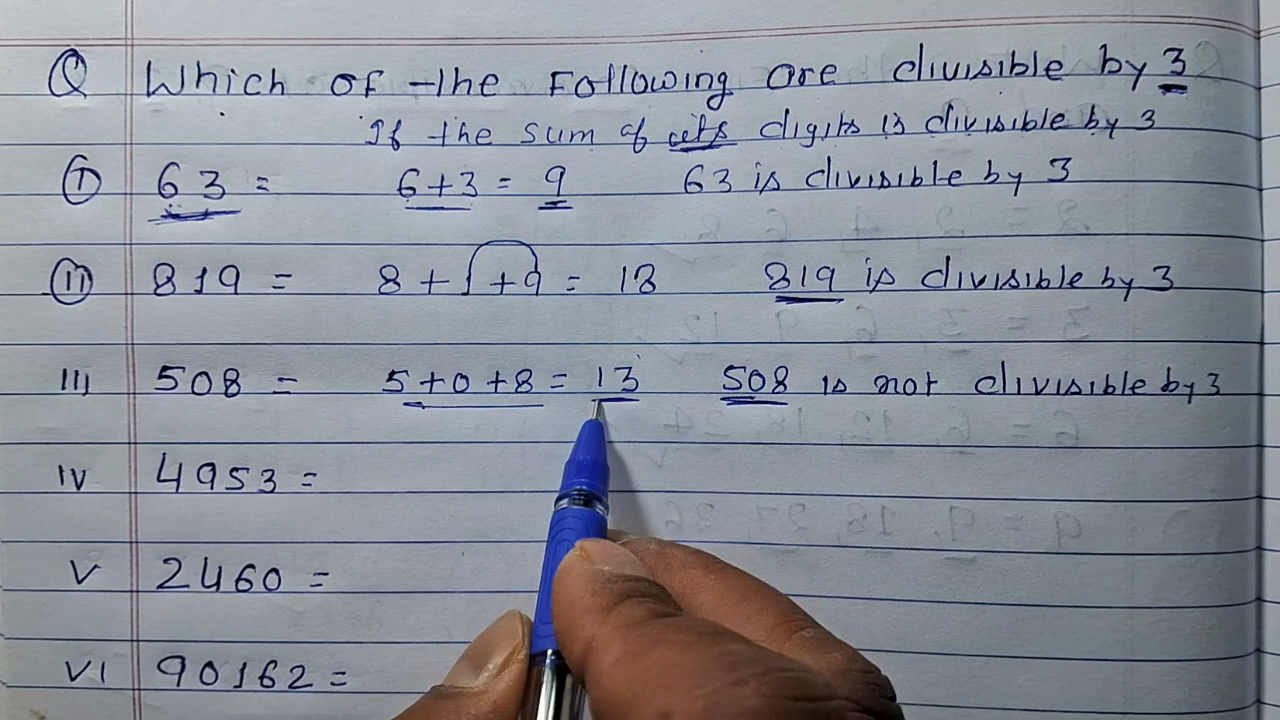 Q Which of the Following are divisible by 3
If the sum of its digits is divisible by 3
I 63 = 6+3 = 9 63 is divisible by 3
II 819 = 8+1+9 = 18 819 is divisible by 3
III 508 = 5+0+8 = 13 508 is not divisible by 3
IV 4953 =
V 2460 =
VI 90162 =